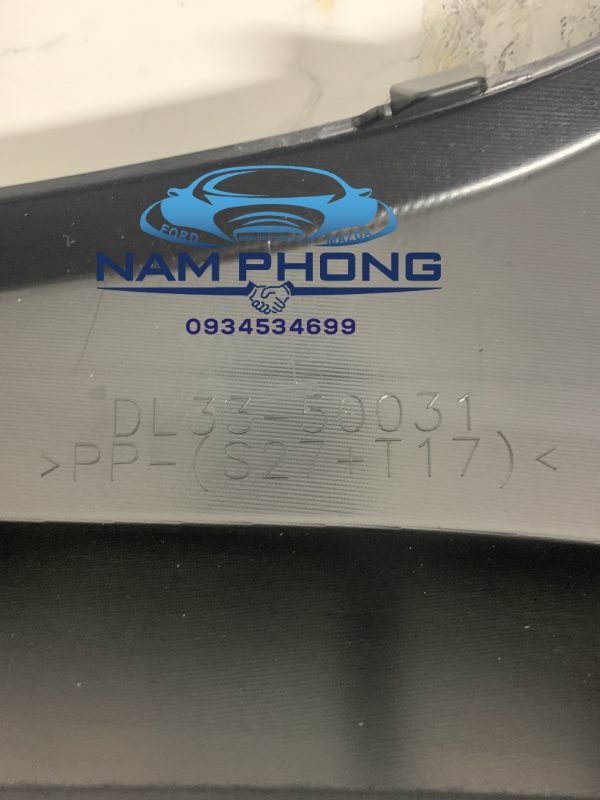 FORD
MAZDA
NAM PHONG
0934534699
DL33-50031
>PP-(S27+T17)<